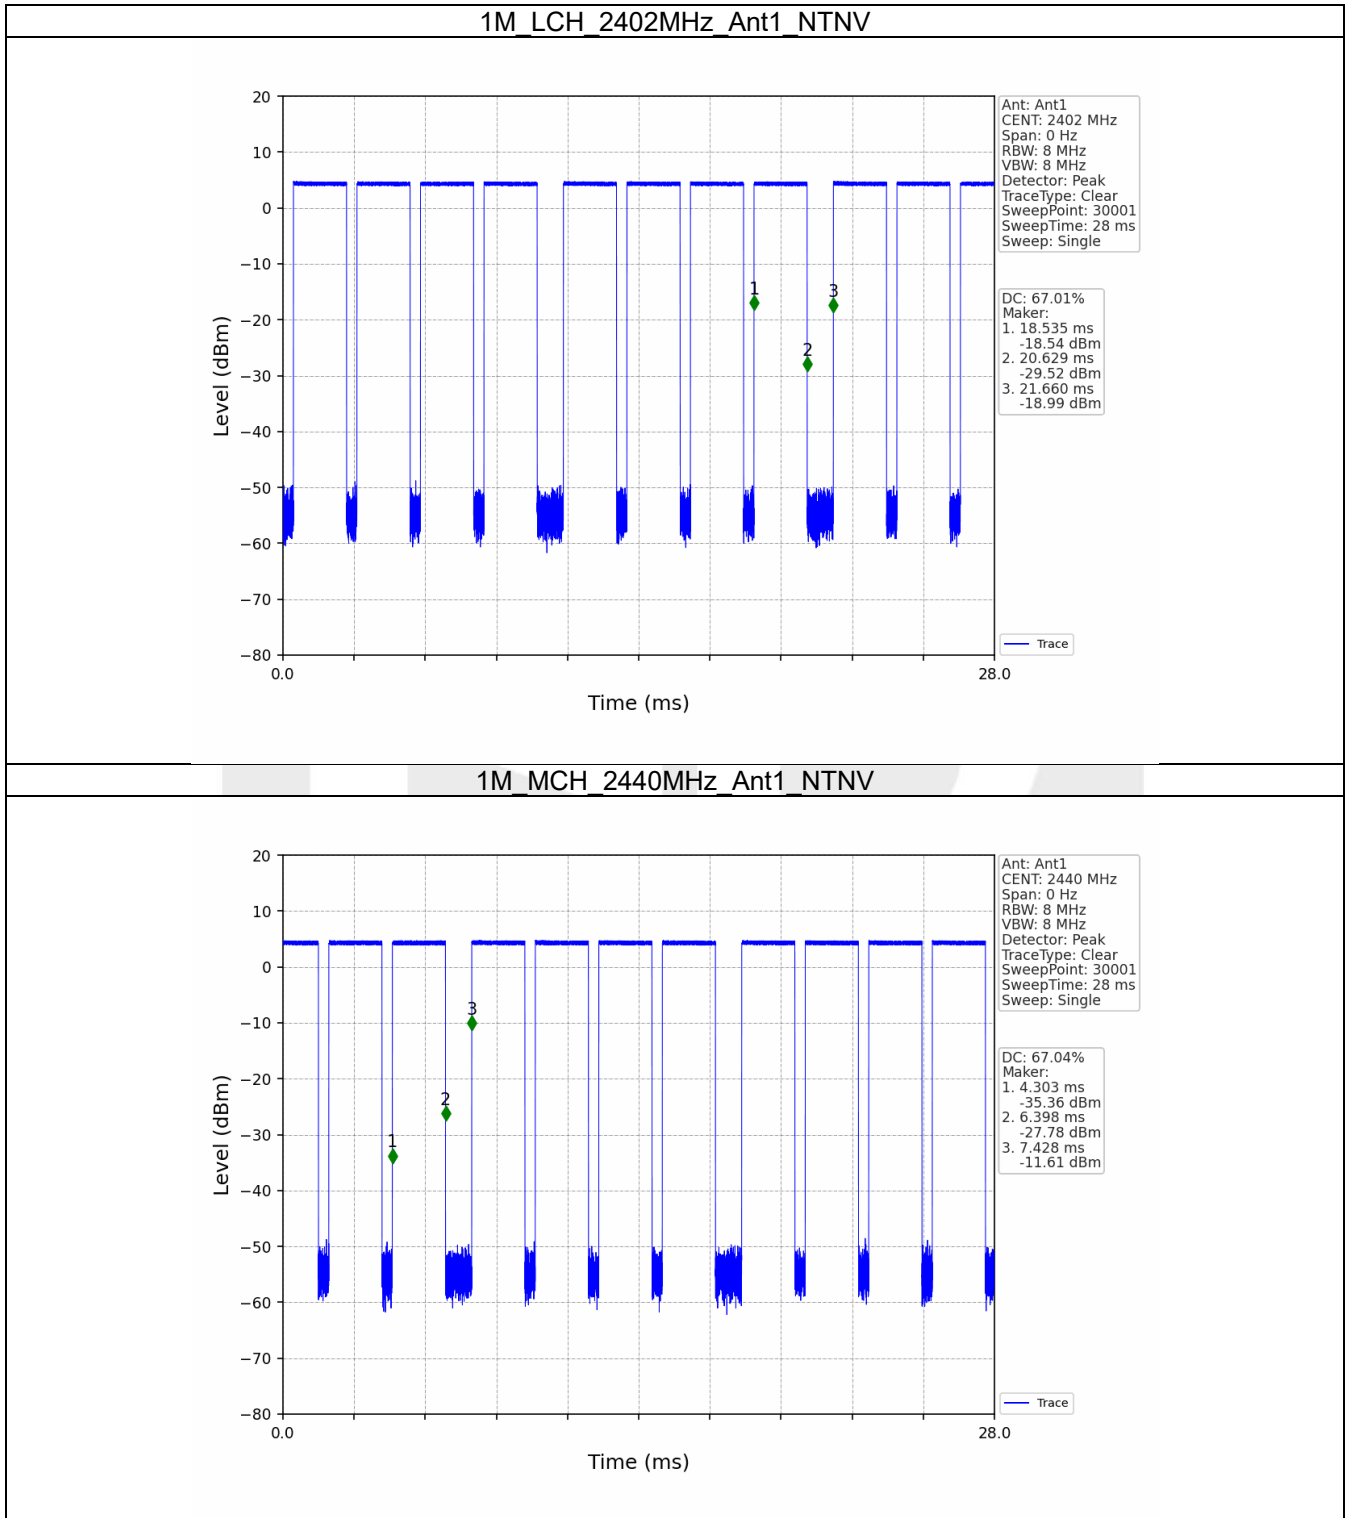 1M_LCH_2402MHz_Ant1_NTNV
20
10
0
−10
−20
−30
−40
−50
−60
−70
−80
Level (dBm)
0.0
28.0
Time (ms)
1
2
3
Ant: Ant1
CENT: 2402 MHz
Span: 0 Hz
RBW: 8 MHz
VBW: 8 MHz
Detector: Peak
TraceType: Clear
SweepPoint: 30001
SweepTime: 28 ms
Sweep: Single
DC: 67.01%
Maker:
1. 18.535 ms
-18.54 dBm
2. 20.629 ms
-29.52 dBm
3. 21.660 ms
-18.99 dBm
Trace
1M_MCH_2440MHz_Ant1_NTNV
20
10
0
−10
−20
−30
−40
−50
−60
−70
−80
Level (dBm)
0.0
28.0
Time (ms)
1
2
3
Ant: Ant1
CENT: 2440 MHz
Span: 0 Hz
RBW: 8 MHz
VBW: 8 MHz
Detector: Peak
TraceType: Clear
SweepPoint: 30001
SweepTime: 28 ms
Sweep: Single
DC: 67.04%
Maker:
1. 4.303 ms
-35.36 dBm
2. 6.398 ms
-27.78 dBm
3. 7.428 ms
-11.61 dBm
Trace